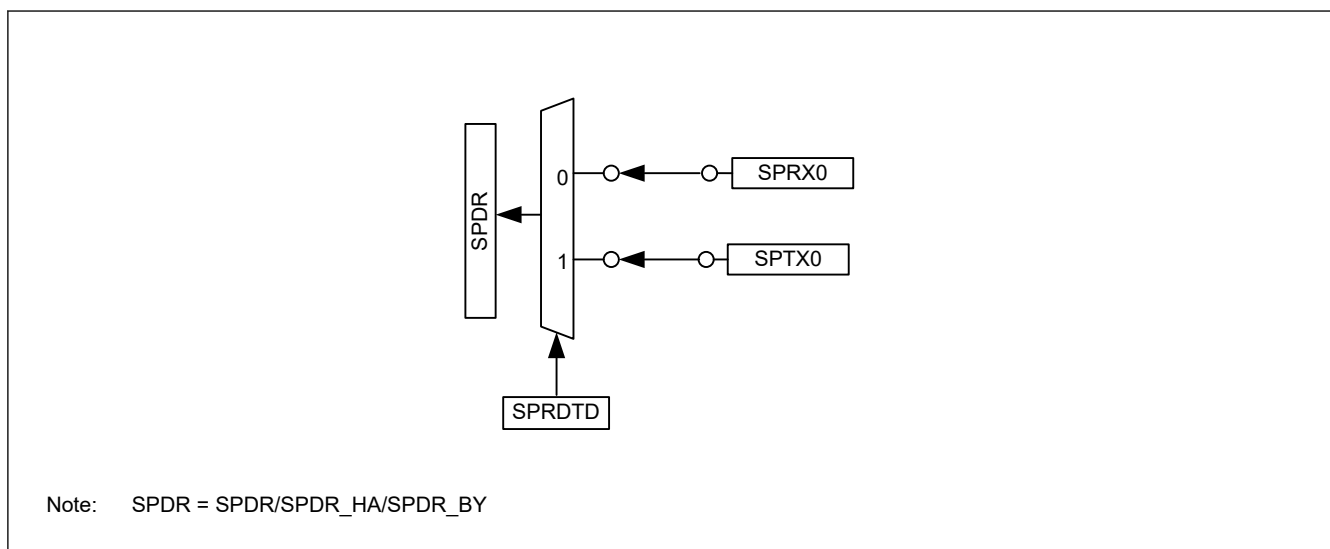 SPDR
0
SPRX0
1
SPTX0
SPRDTD
Note: SPDR = SPDR/SPDR_HA/SPDR_BY